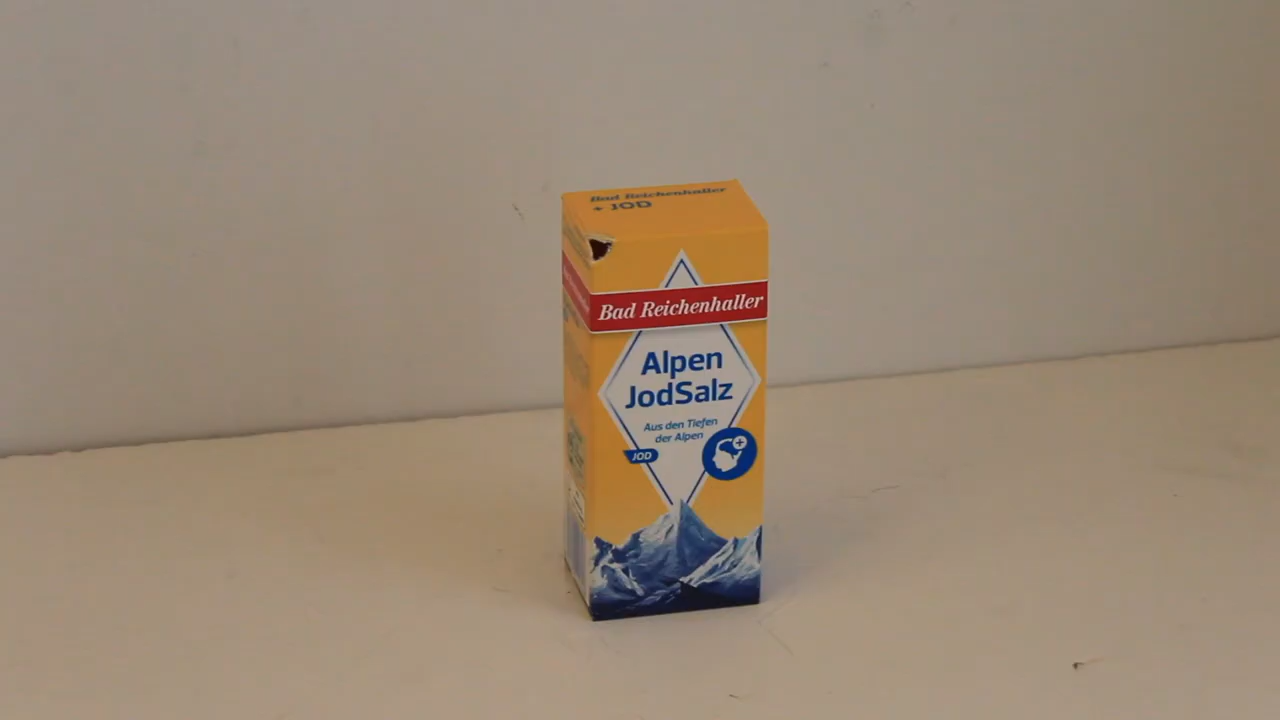 Bad Reichenhaller
+ JOD
Bad Reichenhaller
Alpen
JodSalz
Aus den Tiefen
der Alpen
JOD